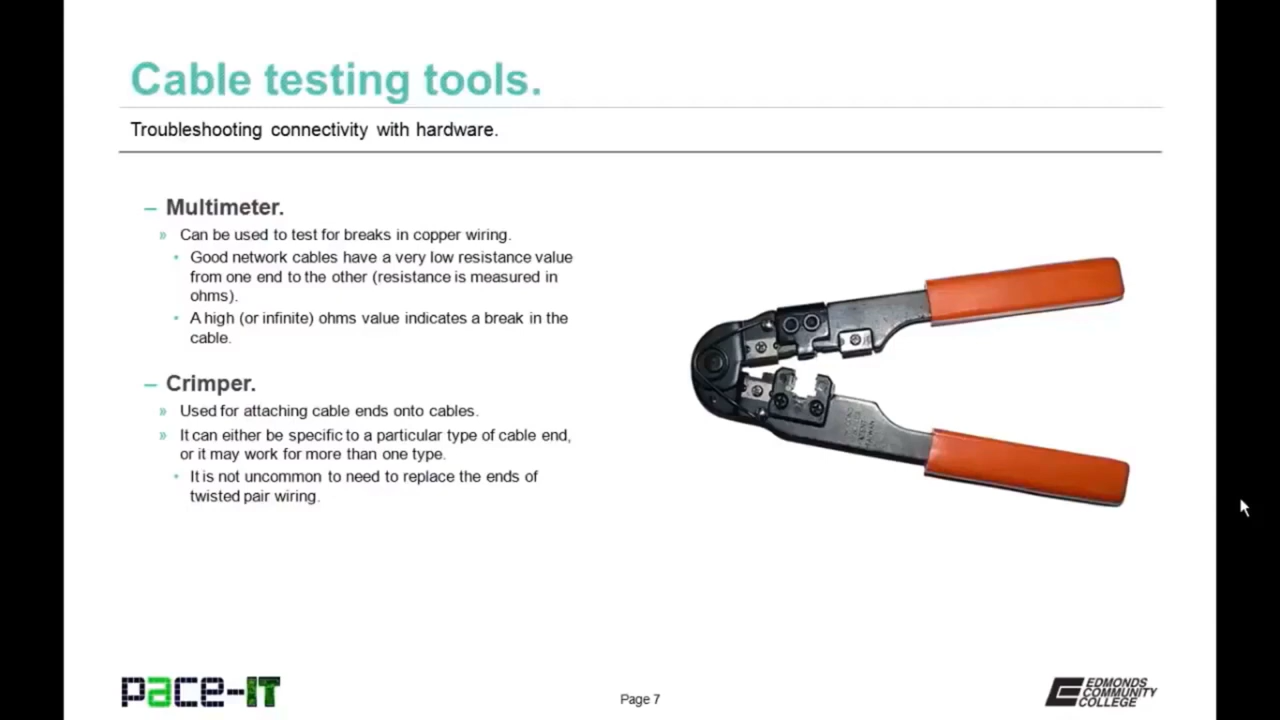 Cable testing tools.
Troubleshooting connectivity with hardware.
– Multimeter.
» Can be used to test for breaks in copper wiring.
• Good network cables have a very low resistance value
from one end to the other (resistance is measured in
ohms).
• A high (or infinite) ohms value indicates a break in the
cable.
– Crimper.
» Used for attaching cable ends onto cables.
» It can either be specific to a particular type of cable end,
or it may work for more than one type.
• It is not uncommon to need to replace the ends of
twisted pair wiring.
pace-IT
Page 7
EDMONDS
COMMUNITY
COLLEGE